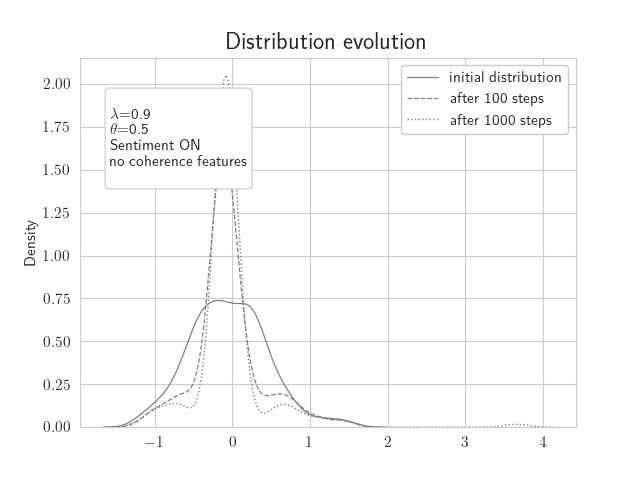 Distribution evolution
initial distribution
after 100 steps
after 1000 steps
λ=0.9
θ=0.5
Sentiment ON
no coherence features
Density
2.00
1.75
1.50
1.25
1.00
0.75
0.50
0.25
0.00
−1 0 1 2 3 4